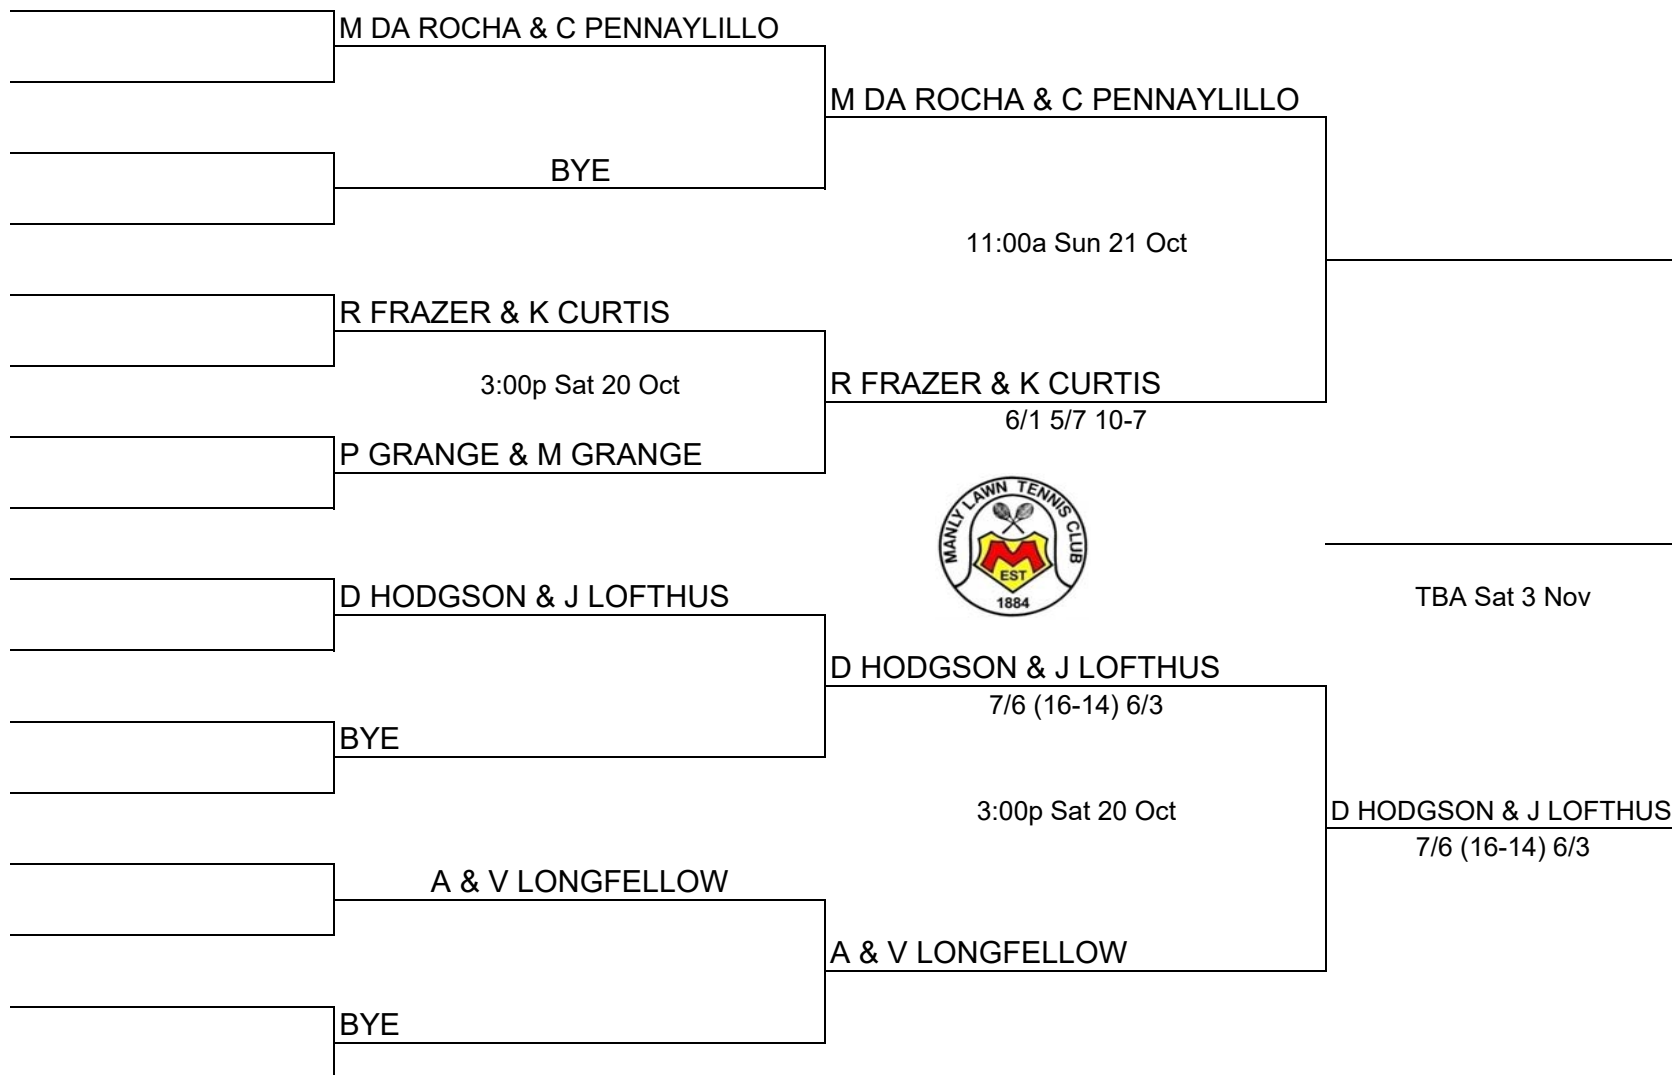 M DA ROCHA & C PENNAYLILLO
M DA ROCHA & C PENNAYLILLO
BYE
11:00a Sun 21 Oct
R FRAZER & K CURTIS
3:00p Sat 20 Oct
R FRAZER & K CURTIS
6/1 5/7 10-7
P GRANGE & M GRANGE
MANLY LAWN TENNIS CLUB
M
EST
1884
D HODGSON & J LOFTHUS
TBA Sat 3 Nov
D HODGSON & J LOFTHUS
7/6 (16-14) 6/3
BYE
3:00p Sat 20 Oct
D HODGSON & J LOFTHUS
7/6 (16-14) 6/3
A & V LONGFELLOW
A & V LONGFELLOW
BYE